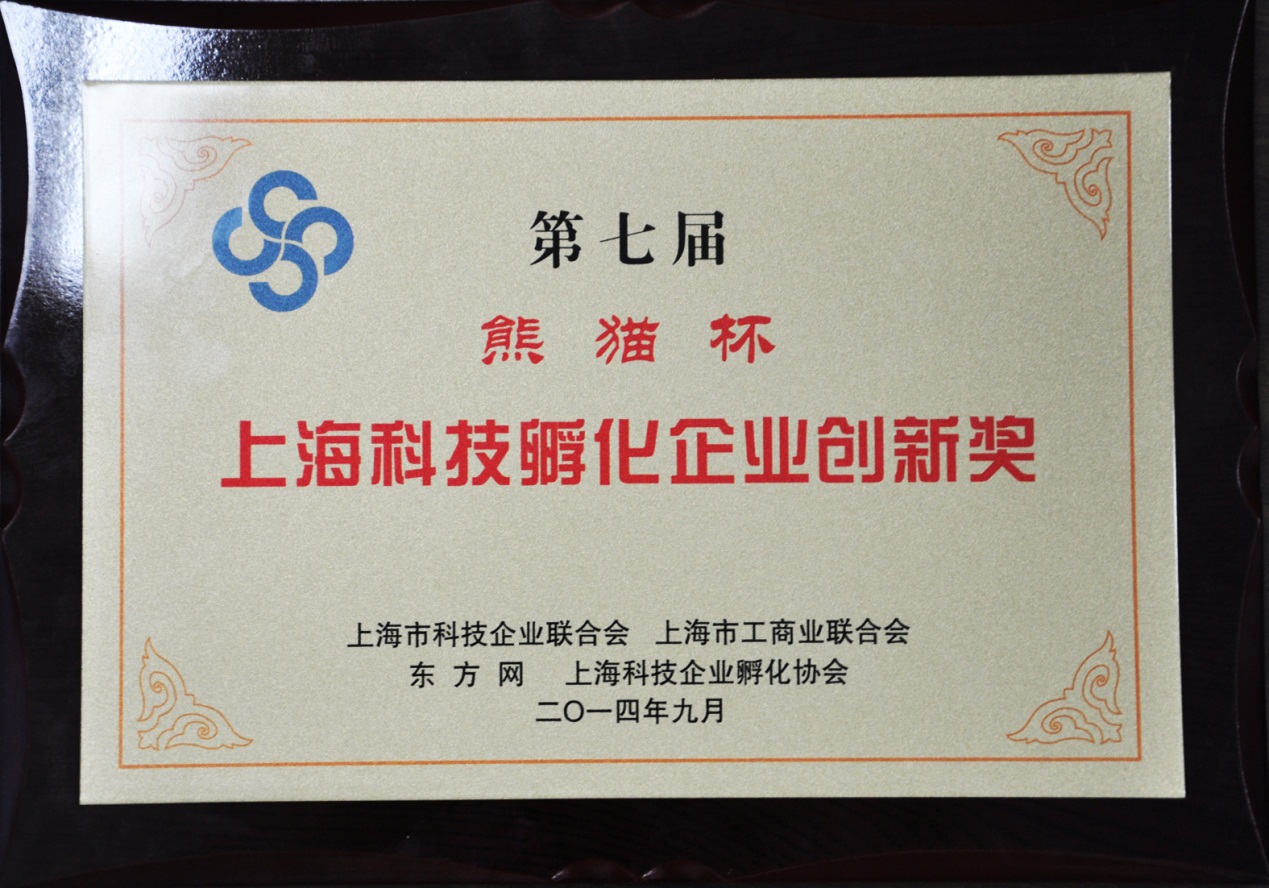 第七届
熊猫杯
上海科技孵化企业创新奖
上海市科技企业联合会 上海市工商业联合会
东方网 上海科技企业孵化协会
二〇一四年九月